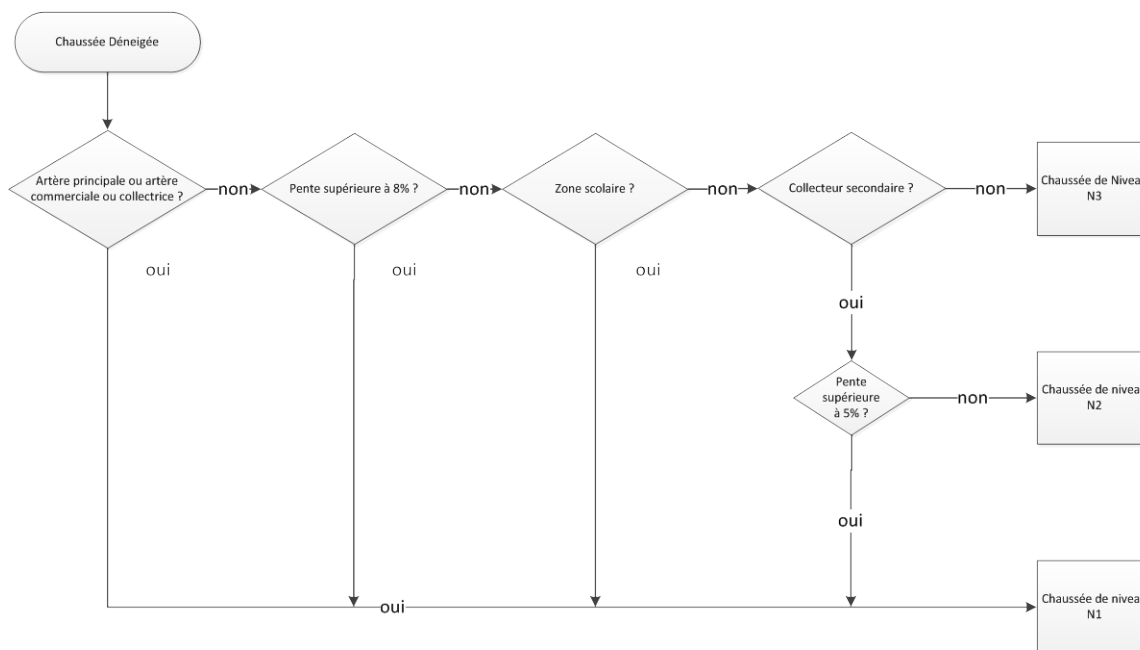 Chaussée Déneigée
Artère principale ou artère
commerciale ou collectrice ?
non
Pente supérieure à 8% ?
non
Zone scolaire ?
non
Collecteur secondaire ?
non
Chaussée de Nivea
N3
oui
oui
oui
oui
Pente
supérieure
à 5% ?
non
Chaussée de nivea
N2
oui
oui
Chaussée de nivea
N1